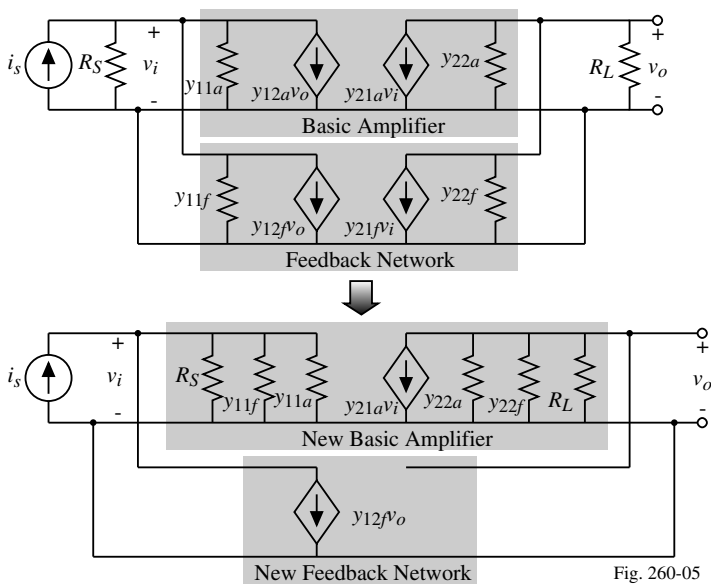 i_s R_S + v_i - y_11a y_12a v_o y_21a v_i y_22a R_L + v_o -
Basic Amplifier
y_11f y_12f v_o y_21f v_i y_22f
Feedback Network
i_s + v_i - R_S y_11f y_11a y_21a v_i y_22a y_22f R_L + v_o -
New Basic Amplifier
y_12f v_o
New Feedback Network
Fig. 260-05